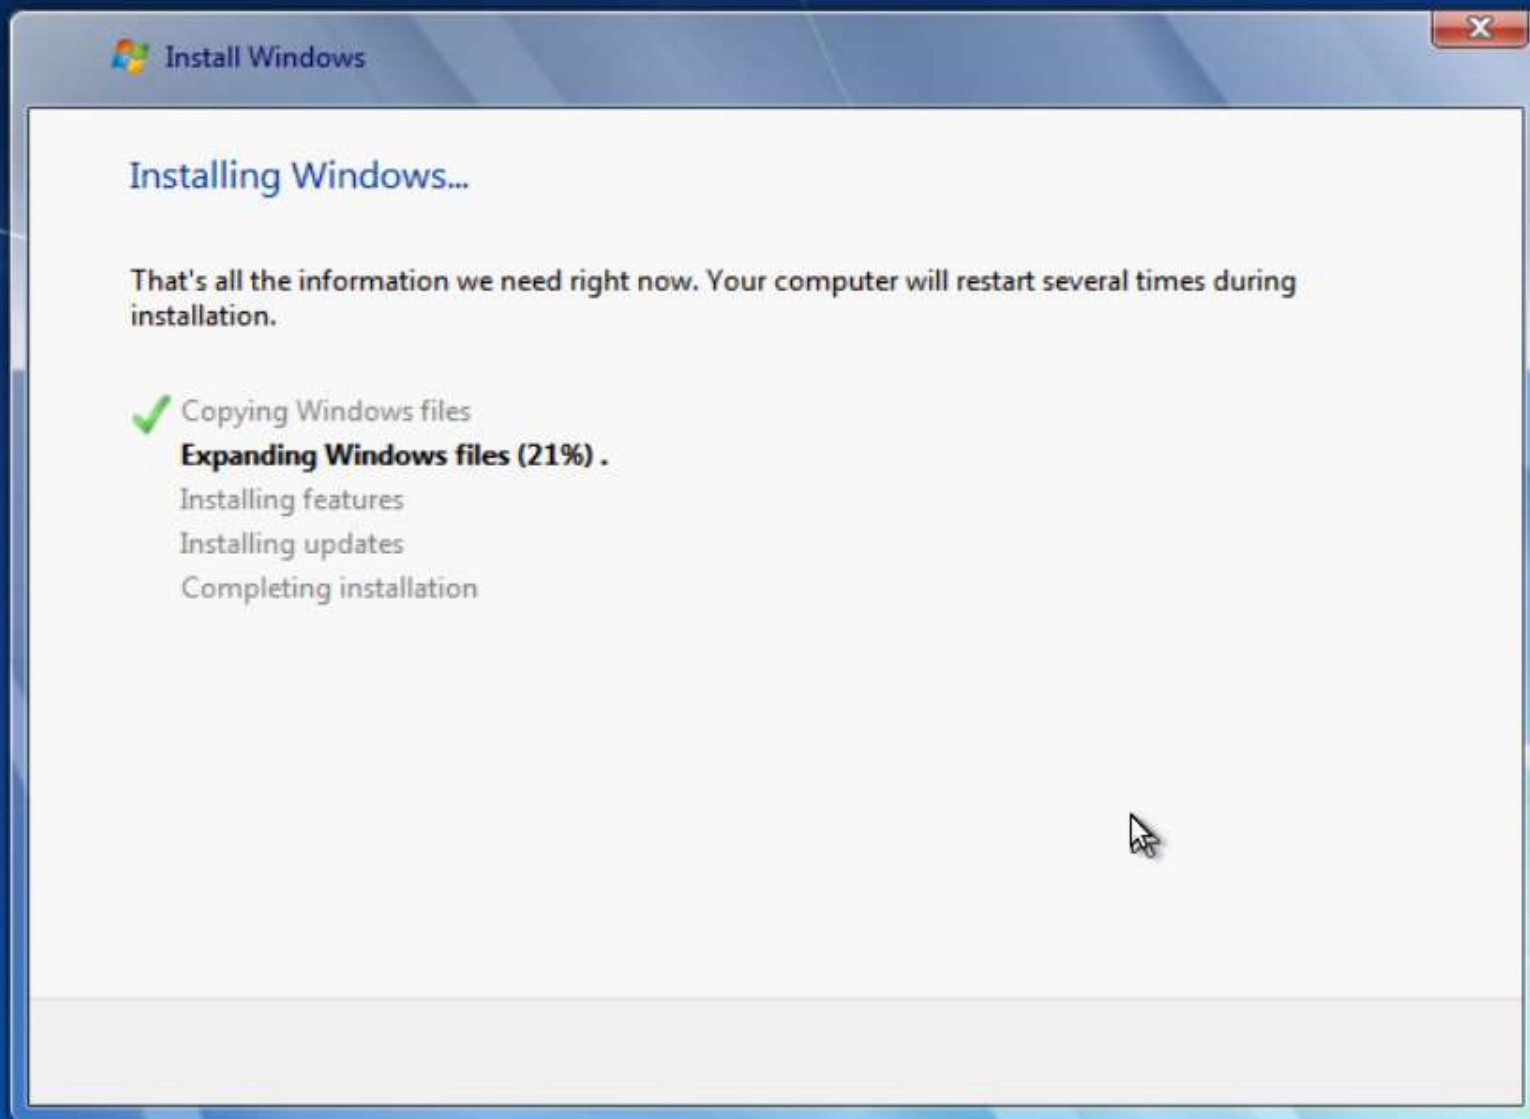 Install Windows
Installing Windows...
That's all the information we need right now. Your computer will restart several times during
installation.
Copying Windows files
Expanding Windows files (21%) .
Installing features
Installing updates
Completing installation